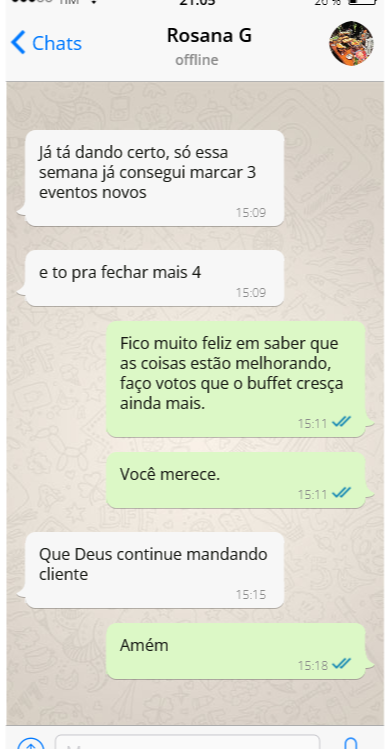 TIM
21:05
20 %
Chats
Rosana G
offline
Já tá dando certo, só essa
semana já consegui marcar 3
eventos novos
15:09
e to pra fechar mais 4
15:09
Fico muito feliz em saber que
as coisas estão melhorando,
faço votos que o buffet cresça
ainda mais.
15:11
Você merece.
15:11
Que Deus continue mandando
cliente
15:15
Amém
15:18